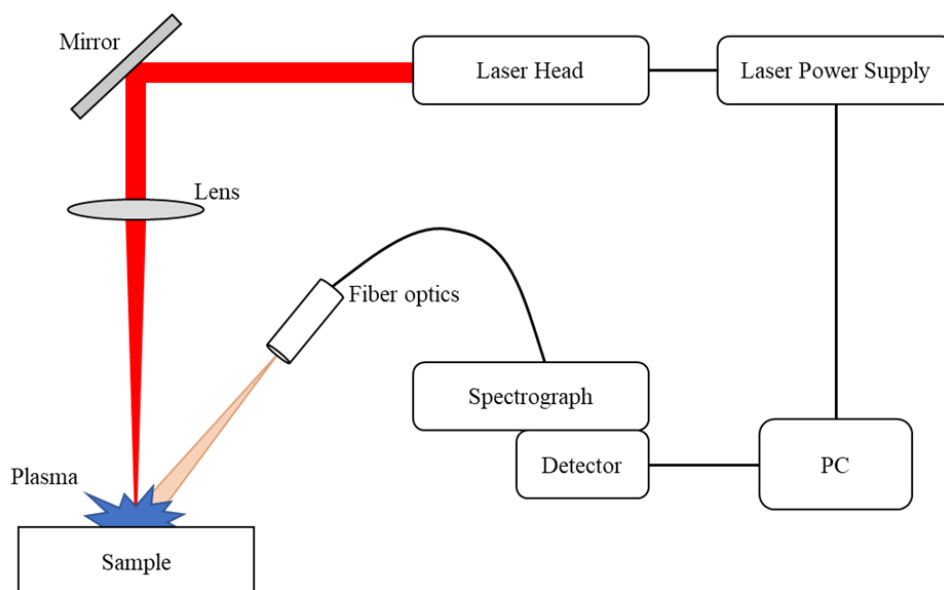 Mirror
Laser Head
Laser Power Supply
Lens
Fiber optics
Spectrograph
Detector
PC
Plasma
Sample